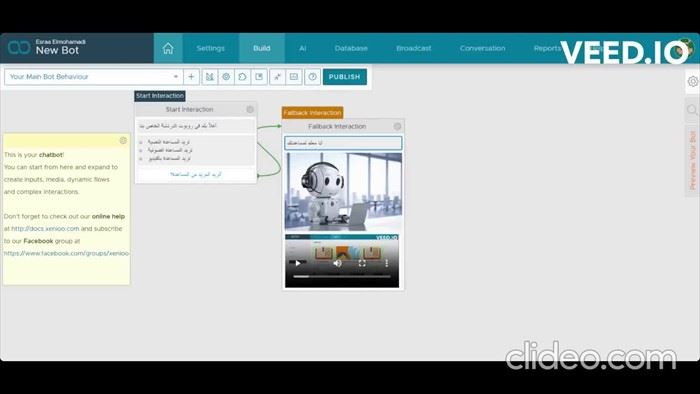 Esraa Elmohamadi
New Bot
Settings
Build
AI
Database
Broadcast
Conversation
Reports
VEED.IO
Your Main Bot Behaviour
PUBLISH
Start Interaction
Start Interaction
أهلاً بكم في روبوت الدردشة الخاص بنا
تريد المساعدة النصية
تريد المساعدة الصوتية
تريد المساعدة بالفيديو
أتريد المزيد من المساعدة؟
Fallback Interaction
Fallback Interaction
أنا معكم لمساعدتك
VEED.IO
This is your chatbot!
You can start from here and expand to
create inputs, media, dynamic flows
and complex interactions.
Don't forget to check out our online help
at http://docs.xenioo.com and subscribe
to our Facebook group at
https://www.facebook.com/groups/xenioo
Preview Your Bot
clideo.com